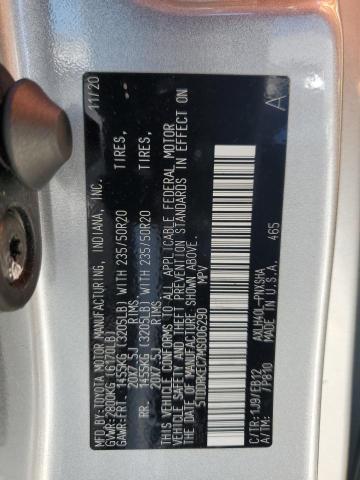 MFD.BY:TOYOTA MOTOR MANUFACTURING, INDIANA, INC. 11/20
GVWR: 2800KG (6170LB)
GAWR:FRT. 1455KG (3205LB) WITH 235/50R20 TIRES,
20X7.5J RIMS,
RR. 1455KG (3205LB) WITH 235/50R20 TIRES,
20X7.5J RIMS,
THIS VEHICLE CONFORMS TO ALL APPLICABLE FEDERAL MOTOR
VEHICLE SAFETY AND THEFT PREVENTION STANDARDS IN EFFECT ON
THE DATE OF MANUFACTURE SHOWN ABOVE.
5TDDRKEC7MS006290 MPV
A
C/TR:1J9/EB12 AXLH40L-PWXSHA 465
A/TM: -/P810 MADE IN U.S.A.